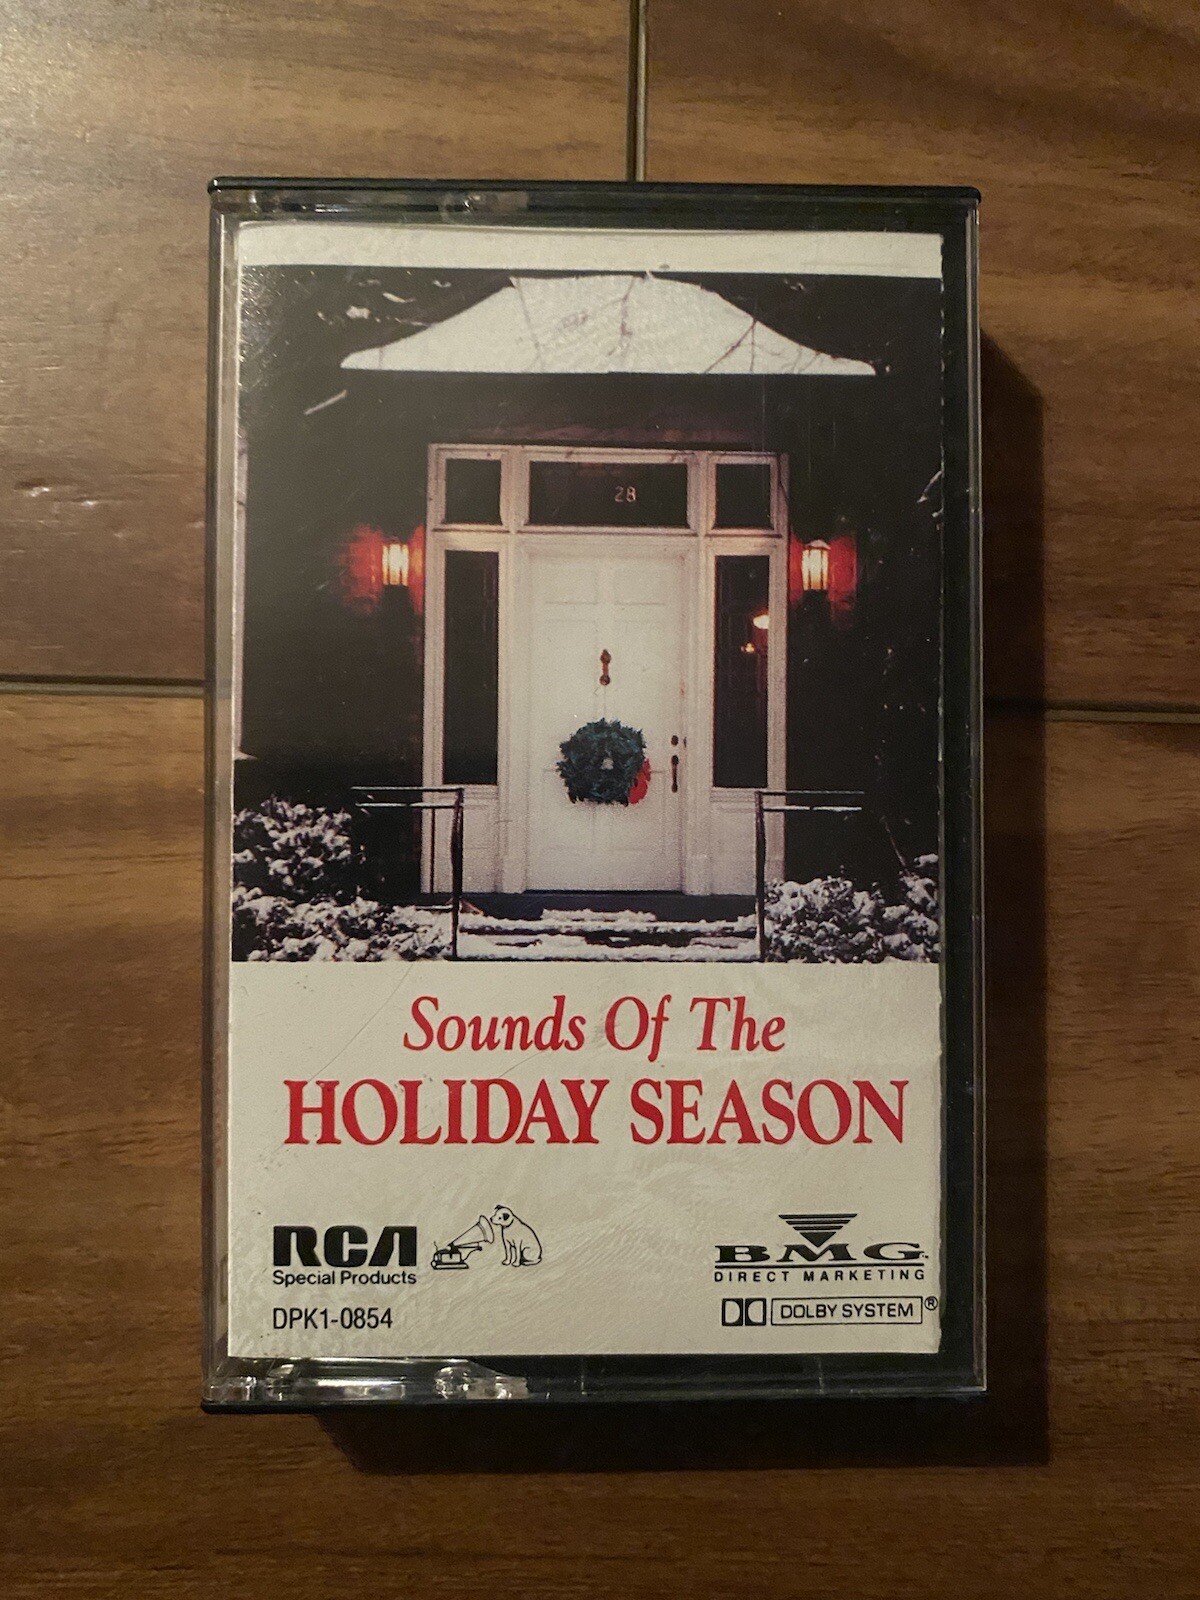 28
Sounds Of The
HOLIDAY SEASON
RCA
Special Products
DPK1-0854
BMG
DIRECT MARKETING
DOLBY SYSTEM®